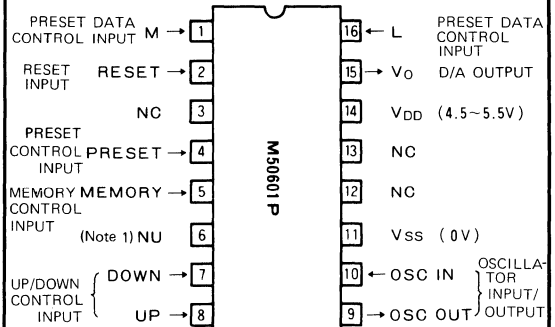 PRESET DATA
CONTROL INPUT M → 1
RESET
INPUT
RESET → 2
NC 3
PRESET
CONTROL
INPUT
PRESET → 4
MEMORY
CONTROL
INPUT
MEMORY → 5
(Note 1) NU 6
UP/DOWN
CONTROL
INPUT
DOWN → 7
UP → 8
M50601P
16 ← L
PRESET DATA
CONTROL
INPUT
15 → VO D/A OUTPUT
14 VDD (4.5~5.5V)
13 NC
12 NC
11 VSS (0V)
10 ← OSC IN
9 → OSC OUT
OSCILLA-
TOR
INPUT/
OUTPUT